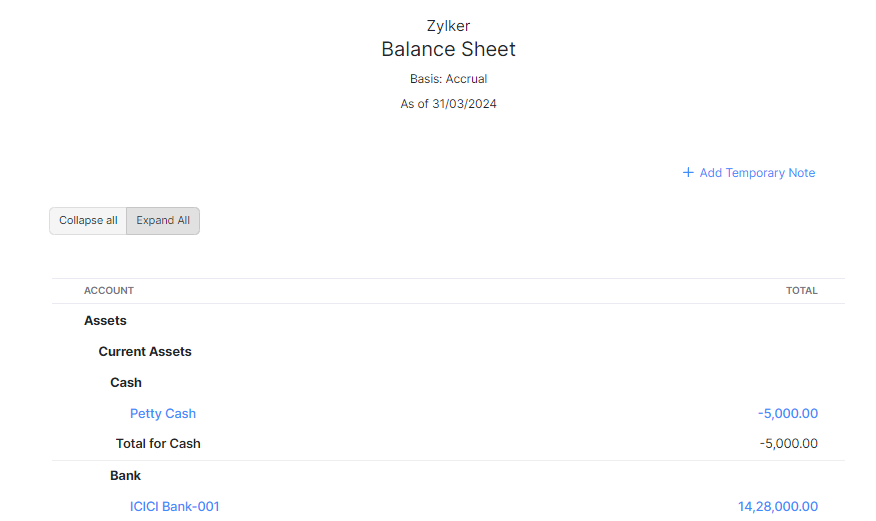 Zylker
Balance Sheet
Basis: Accrual
As of 31/03/2024
+ Add Temporary Note
Collapse all Expand All
ACCOUNT TOTAL
Assets
Current Assets
Cash
Petty Cash -5,000.00
Total for Cash -5,000.00
Bank
ICICI Bank-001 14,28,000.00